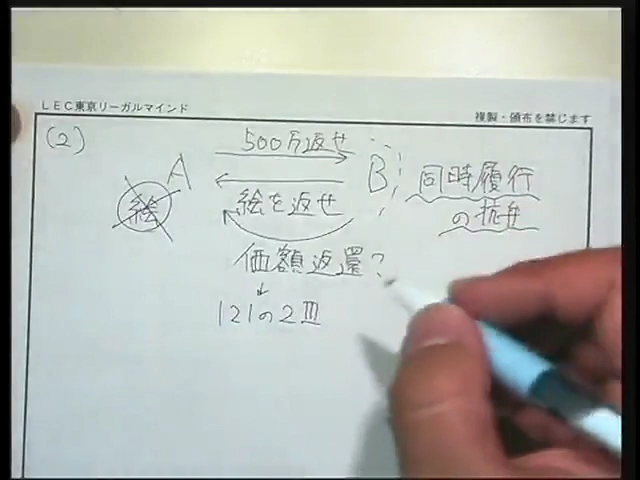 LEC東京リーガルマインド
複製・頒布を禁じます
(2)
500万返せ
A
B
絵
絵を返せ
同時履行
の抗弁
価額返還?
121の2Ⅲ